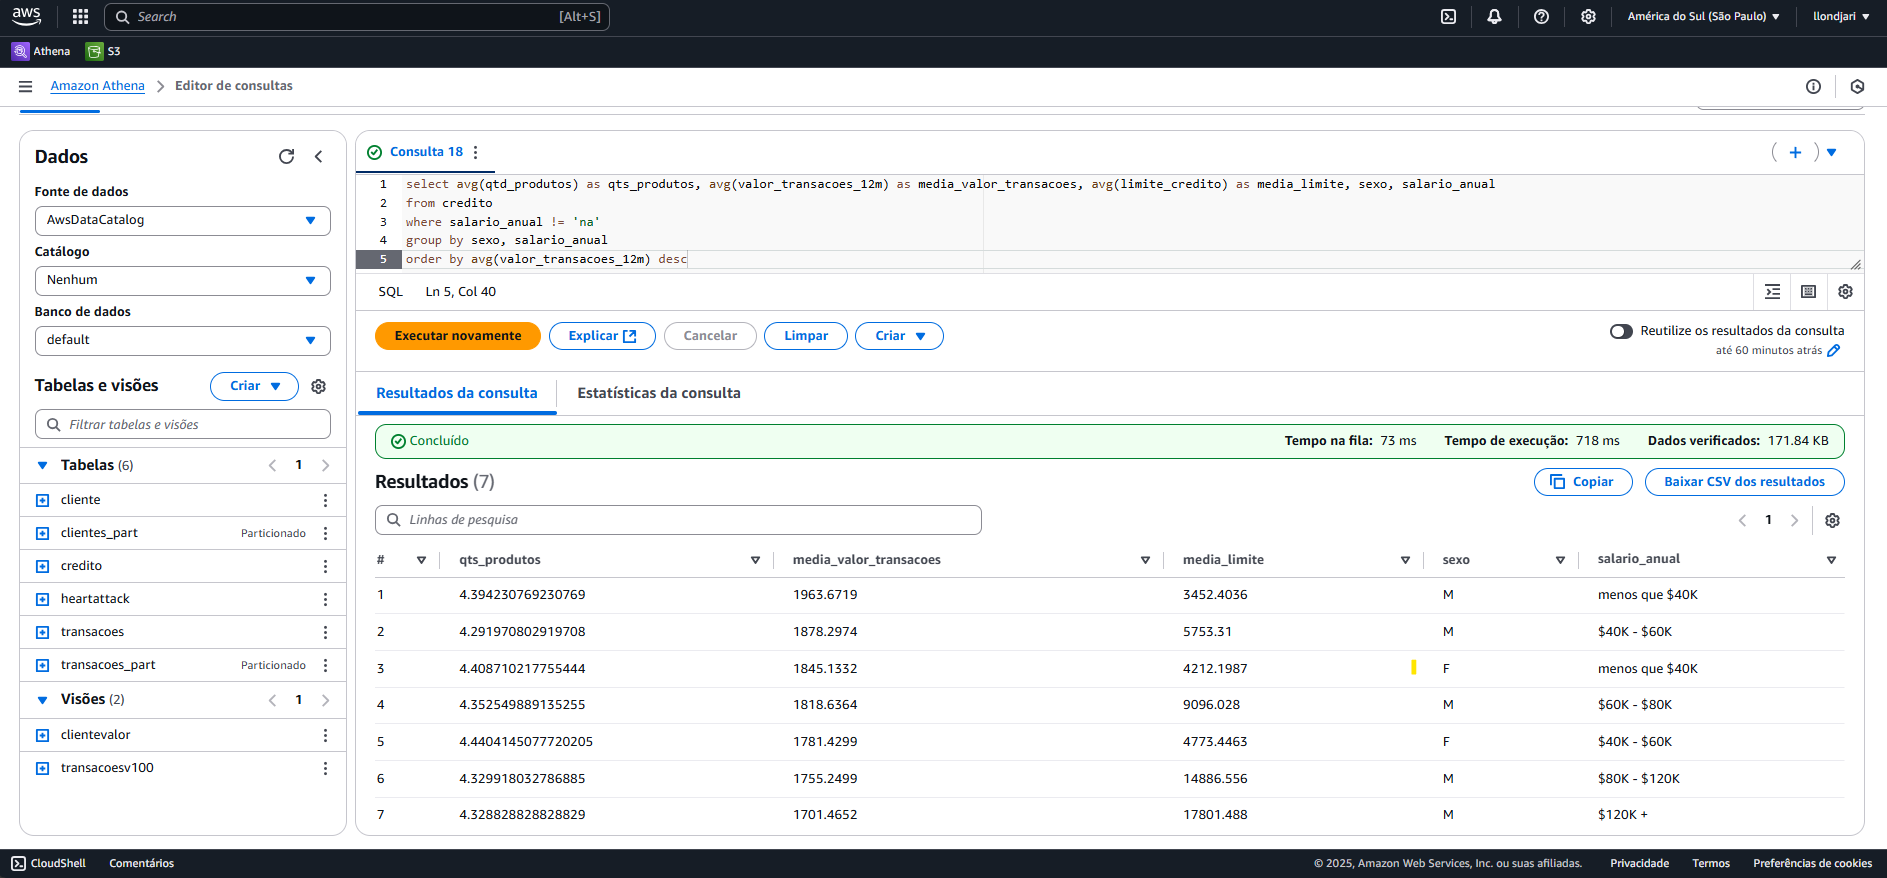 aws
Search [Alt+S]
América do Sul (São Paulo) llondjari
Athena S3
Amazon Athena Editor de consultas
Dados
Fonte de dados
AwsDataCatalog
Catálogo
Nenhum
Banco de dados
default
Tabelas e visões Criar
Filtrar tabelas e visões
Tabelas (6) 1
cliente
clientes_part Particionado
credito
heartattack
transacoes
transacoes_part Particionado
Visões (2) 1
clientevalor
transacoesv100
Consulta 18
1 select avg(qtd_produtos) as qts_produtos, avg(valor_transacoes_12m) as media_valor_transacoes, avg(limite_credito) as media_limite, sexo, salario_anual
2 from credito
3 where salario_anual != 'na'
4 group by sexo, salario_anual
5 order by avg(valor_transacoes_12m) desc
SQL Ln 5, Col 40
Executar novamente Explicar Cancelar Limpar Criar
Reutilize os resultados da consulta
até 60 minutos atrás
Resultados da consulta Estatísticas da consulta
Concluído Tempo na fila: 73 ms Tempo de execução: 718 ms Dados verificados: 171.84 KB
Resultados (7) Copiar Baixar CSV dos resultados
Linhas de pesquisa 1
# qts_produtos media_valor_transacoes media_limite sexo salario_anual
1 4.394230769230769 1963.6719 3452.4036 M menos que $40K
2 4.291970802919708 1878.2974 5753.31 M $40K - $60K
3 4.408710217755444 1845.1332 4212.1987 F menos que $40K
4 4.352549889135255 1818.6364 9096.028 M $60K - $80K
5 4.4404145077720205 1781.4299 4773.4463 F $40K - $60K
6 4.329918032786885 1755.2499 14886.556 M $80K - $120K
7 4.328828828828829 1701.4652 17801.488 M $120K +
CloudShell Comentários © 2025, Amazon Web Services, Inc. ou suas afiliadas. Privacidade Termos Preferências de cookies